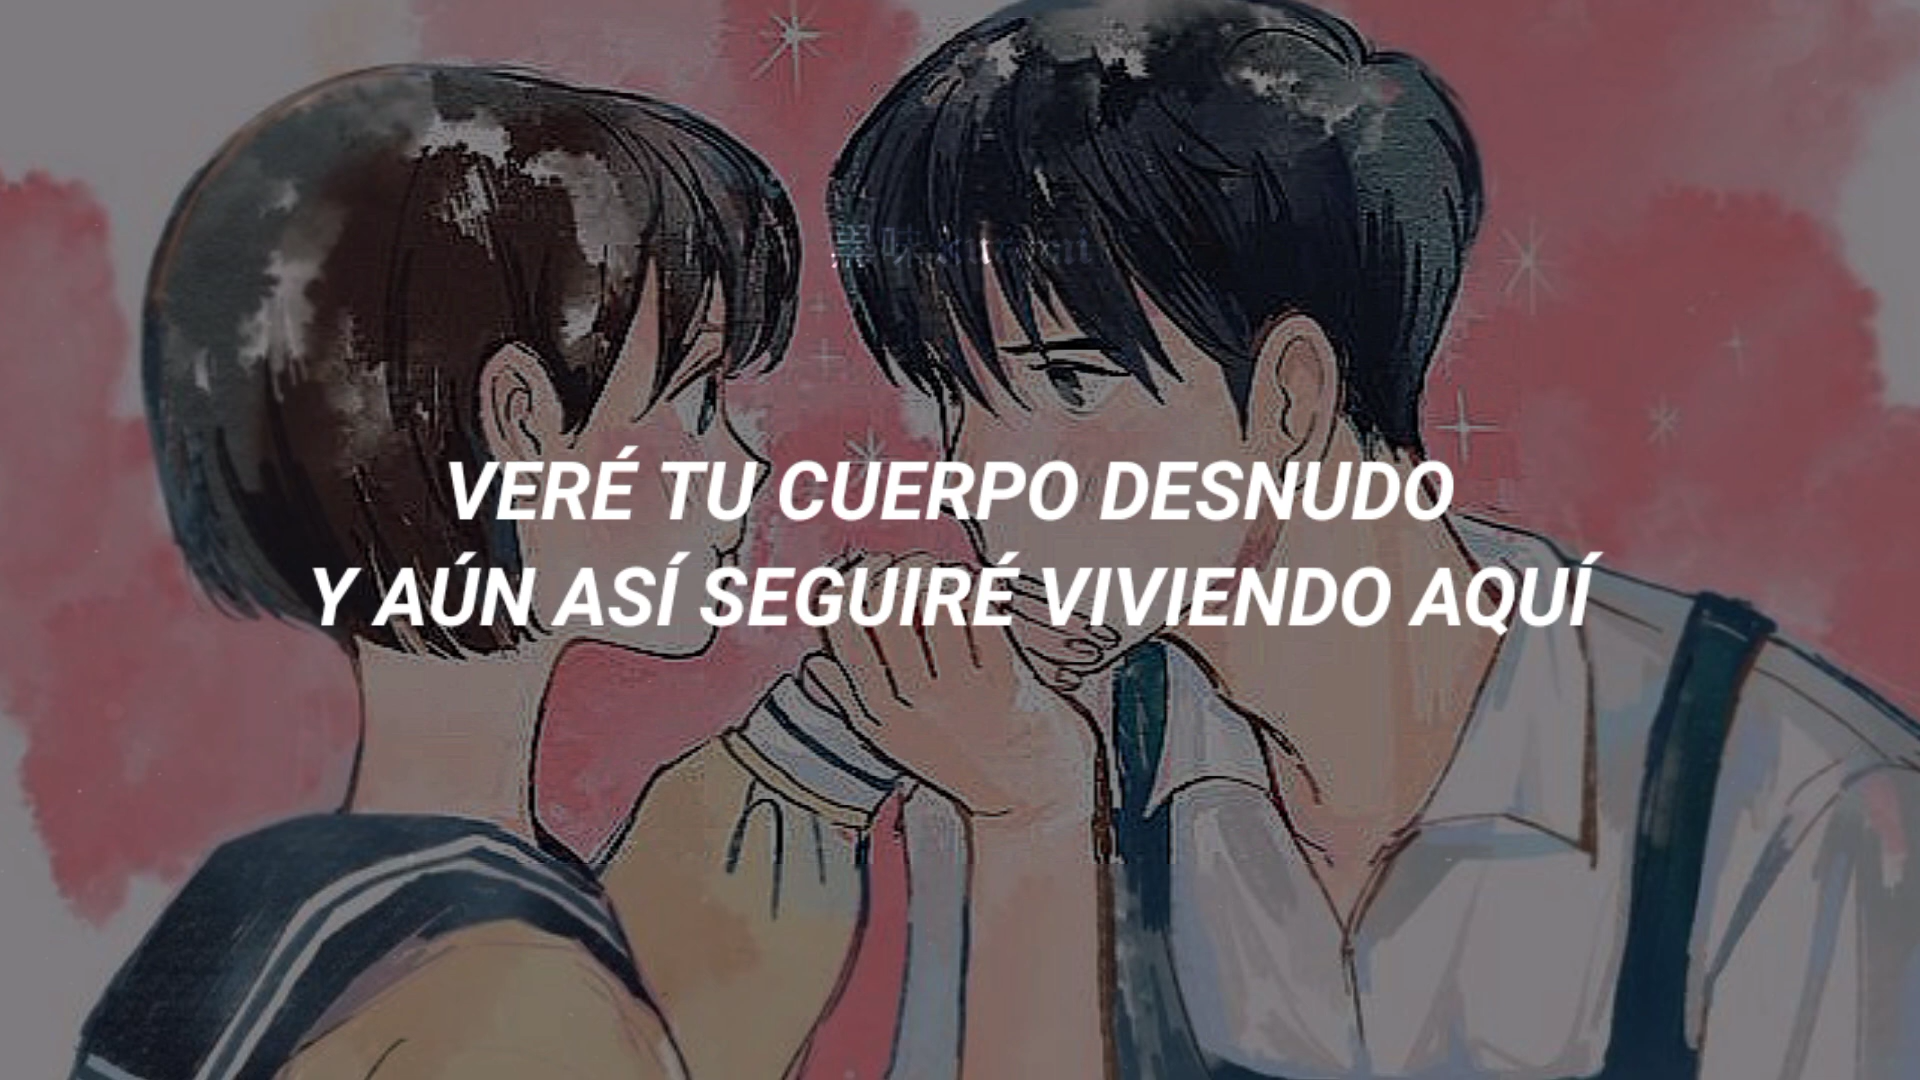 VERÉ TU CUERPO DESNUDO
Y AÚN ASÍ SEGUIRÉ VIVIENDO AQUÍ